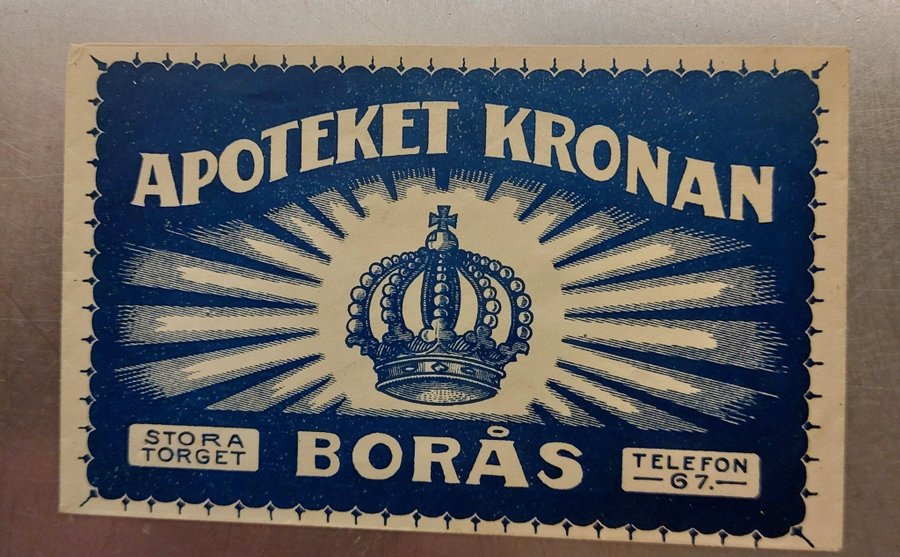 APOTEKET KRONAN
STORA
TORGET
BORÅS
TELEFON
—67.—